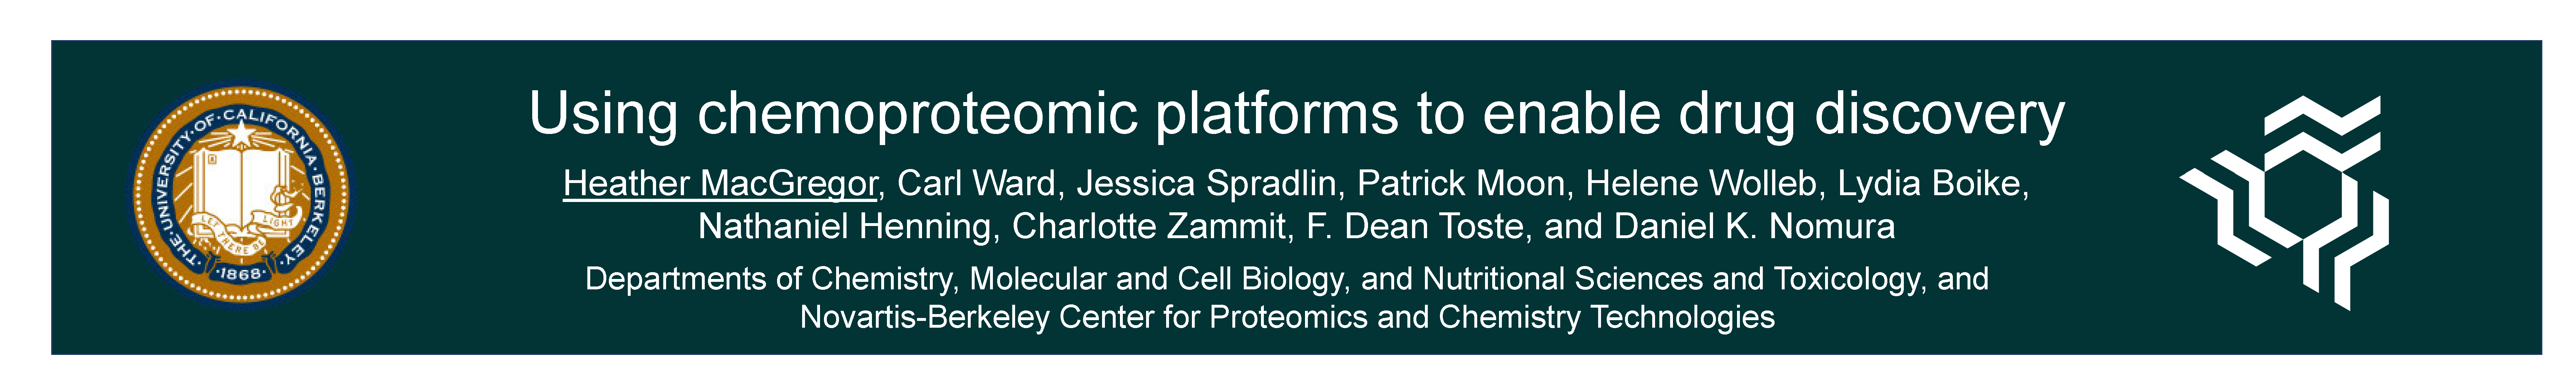 Using chemoproteomic platforms to enable drug discovery
Heather MacGregor, Carl Ward, Jessica Spradlin, Patrick Moon, Helene Wolleb, Lydia Boike,
Nathaniel Henning, Charlotte Zammit, F. Dean Toste, and Daniel K. Nomura
Departments of Chemistry, Molecular and Cell Biology, and Nutritional Sciences and Toxicology, and
Novartis-Berkeley Center for Proteomics and Chemistry Technologies
THE·UNIVERSITY·OF·CALIFORNIA·BERKELEY·
LET THERE BE LIGHT
·1868·